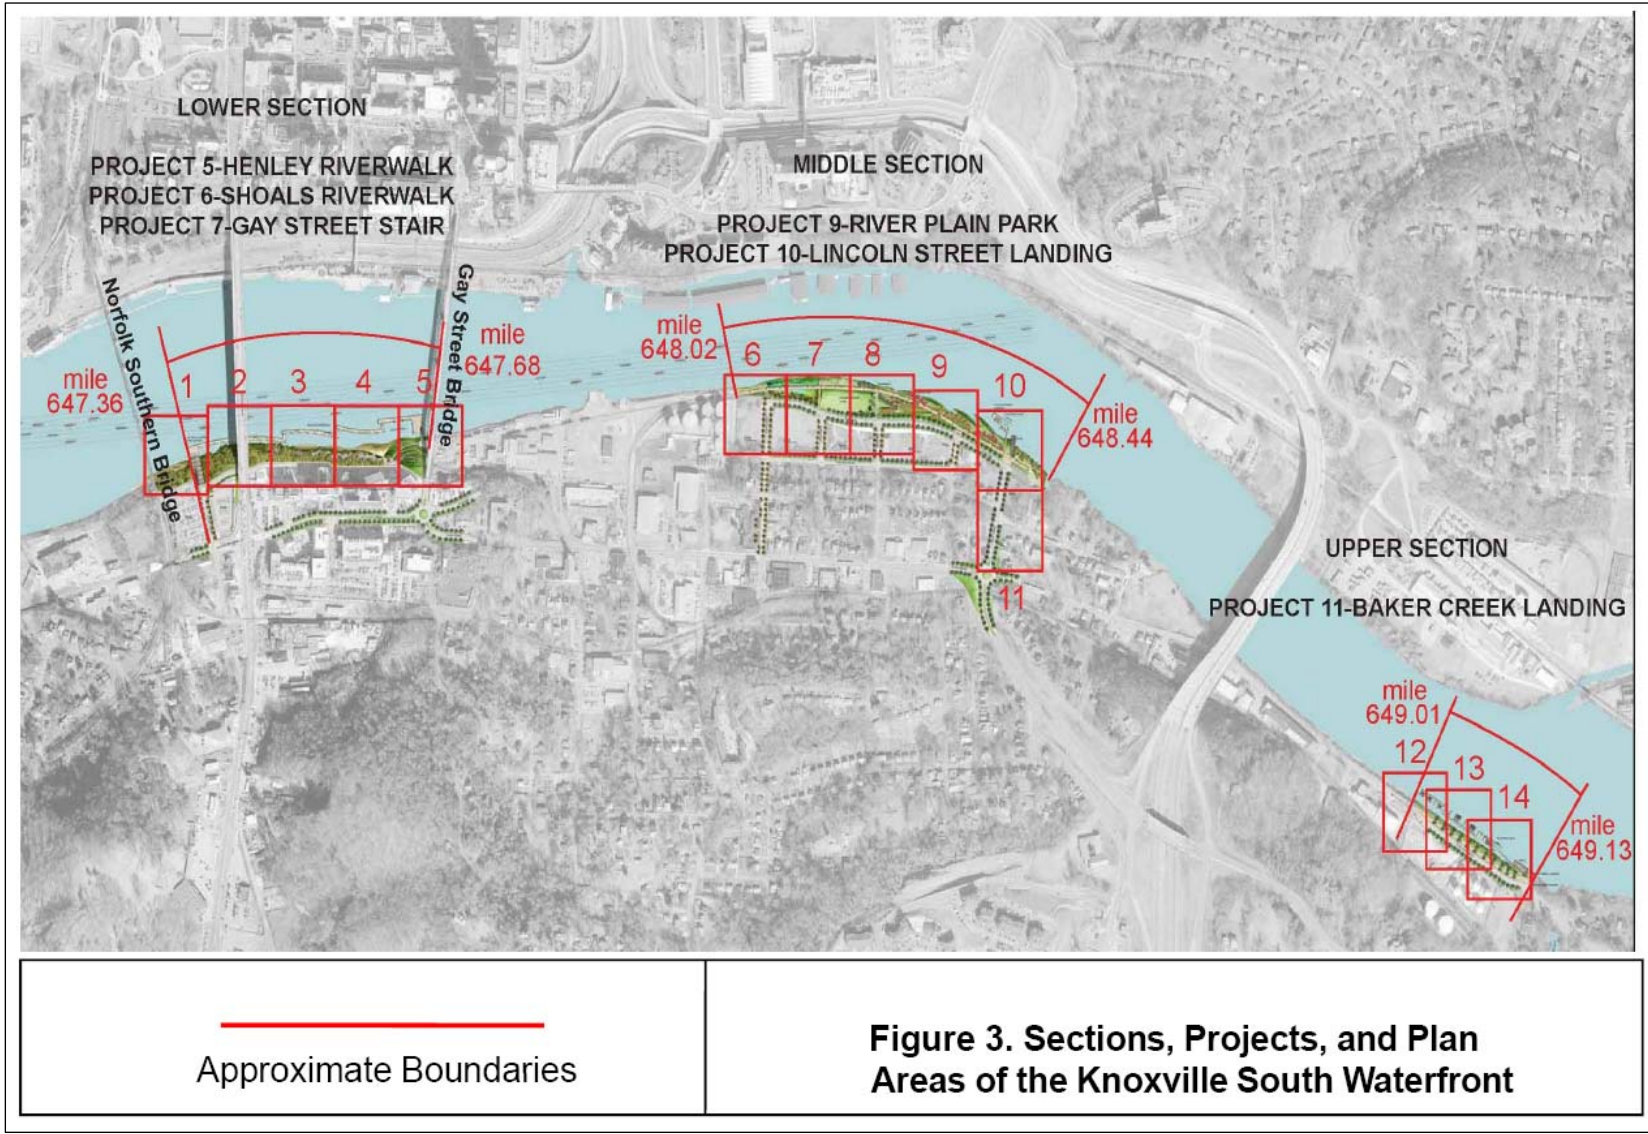 LOWER SECTION
PROJECT 5-HENLEY RIVERWALK
PROJECT 6-SHOALS RIVERWALK
PROJECT 7-GAY STREET STAIR
MIDDLE SECTION
PROJECT 9-RIVER PLAIN PARK
PROJECT 10-LINCOLN STREET LANDING
Norfolk Southern Bridge
Gay Street Bridge
mile
647.36
1
2
3
4
5
mile
647.68
mile
648.02
6
7
8
9
10
mile
648.44
11
UPPER SECTION
PROJECT 11-BAKER CREEK LANDING
mile
649.01
12
13
14
mile
649.13
Approximate Boundaries
Figure 3. Sections, Projects, and Plan
Areas of the Knoxville South Waterfront